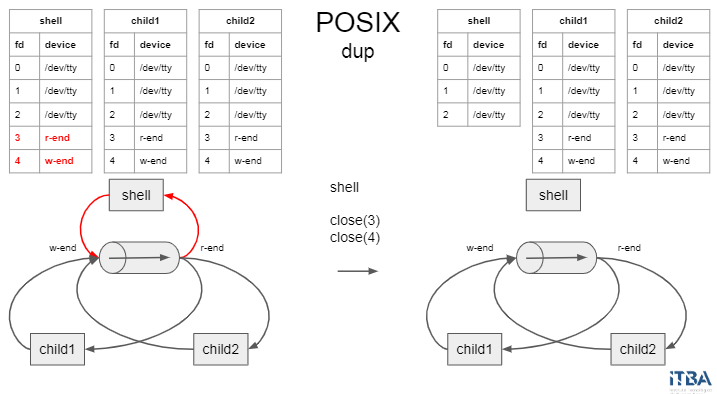 POSIX
dup
shell
fd device
0 /dev/tty
1 /dev/tty
2 /dev/tty
3 r-end
4 w-end
child1
fd device
0 /dev/tty
1 /dev/tty
2 /dev/tty
3 r-end
4 w-end
child2
fd device
0 /dev/tty
1 /dev/tty
2 /dev/tty
3 r-end
4 w-end
shell
w-end
r-end
child1
child2
shell
close(3)
close(4)
shell
fd device
0 /dev/tty
1 /dev/tty
2 /dev/tty
child1
fd device
0 /dev/tty
1 /dev/tty
2 /dev/tty
3 r-end
4 w-end
child2
fd device
0 /dev/tty
1 /dev/tty
2 /dev/tty
3 r-end
4 w-end
shell
w-end
r-end
child1
child2
ITBA